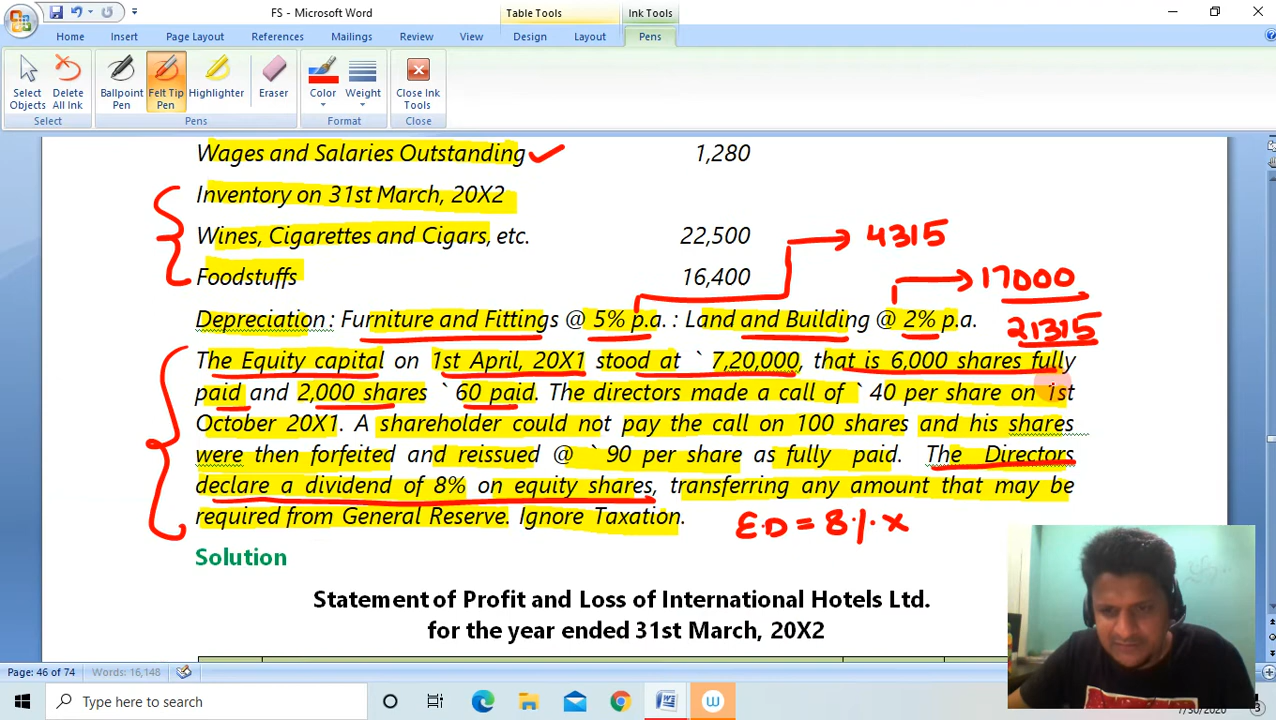 FS - Microsoft Word
Table Tools
Ink Tools
Home Insert Page Layout References Mailings Review View Design Layout Pens
Select Objects
Delete All Ink
Ballpoint Pen
Felt Tip Pen
Highlighter
Eraser
Color
Weight
Close Ink Tools
Select Pens Format Close
Wages and Salaries Outstanding 1,280
Inventory on 31st March, 20X2
Wines, Cigarettes and Cigars, etc. 22,500 4315
Foodstuffs 16,400 17000
Depreciation : Furniture and Fittings @ 5% p.a. : Land and Building @ 2% p.a. 21315
The Equity capital on 1st April, 20X1 stood at ` 7,20,000, that is 6,000 shares fully
paid and 2,000 shares ` 60 paid. The directors made a call of ` 40 per share on 1st
October 20X1. A shareholder could not pay the call on 100 shares and his shares
were then forfeited and reissued @ ` 90 per share as fully paid. The Directors
declare a dividend of 8% on equity shares, transferring any amount that may be
required from General Reserve. Ignore Taxation.
E.D = 8% x
Solution
Statement of Profit and Loss of International Hotels Ltd.
for the year ended 31st March, 20X2
Page: 46 of 74 Words: 16,148
Type here to search
7/30/2020